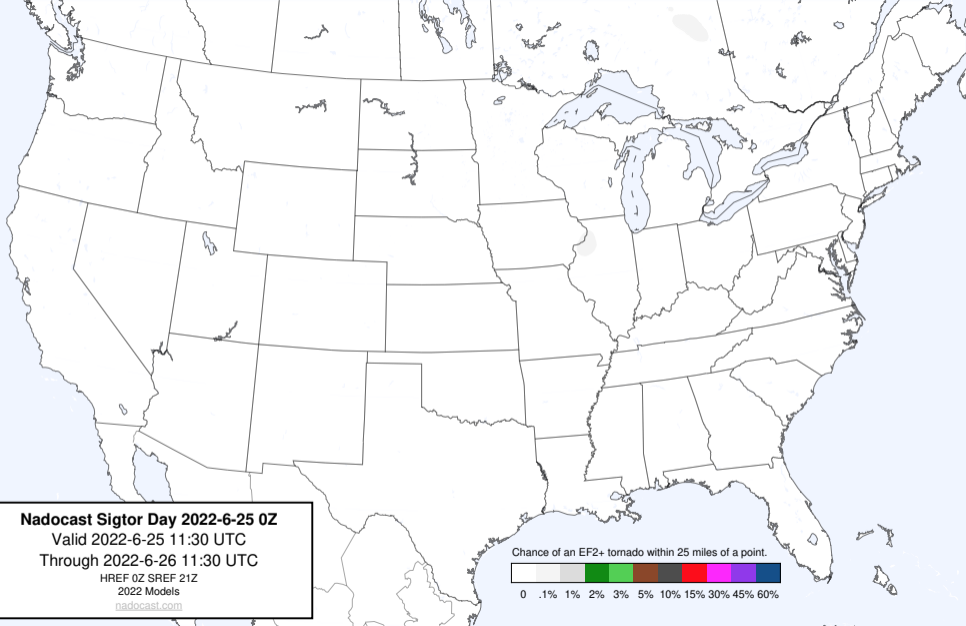 Nadocast Sigtor Day 2022-6-25 0Z
Valid 2022-6-25 11:30 UTC
Through 2022-6-26 11:30 UTC
HREF 0Z SREF 21Z
2022 Models
nadocast.com
Chance of an EF2+ tornado within 25 miles of a point.
0 .1% 1% 2% 3% 5% 10% 15% 30% 45% 60%